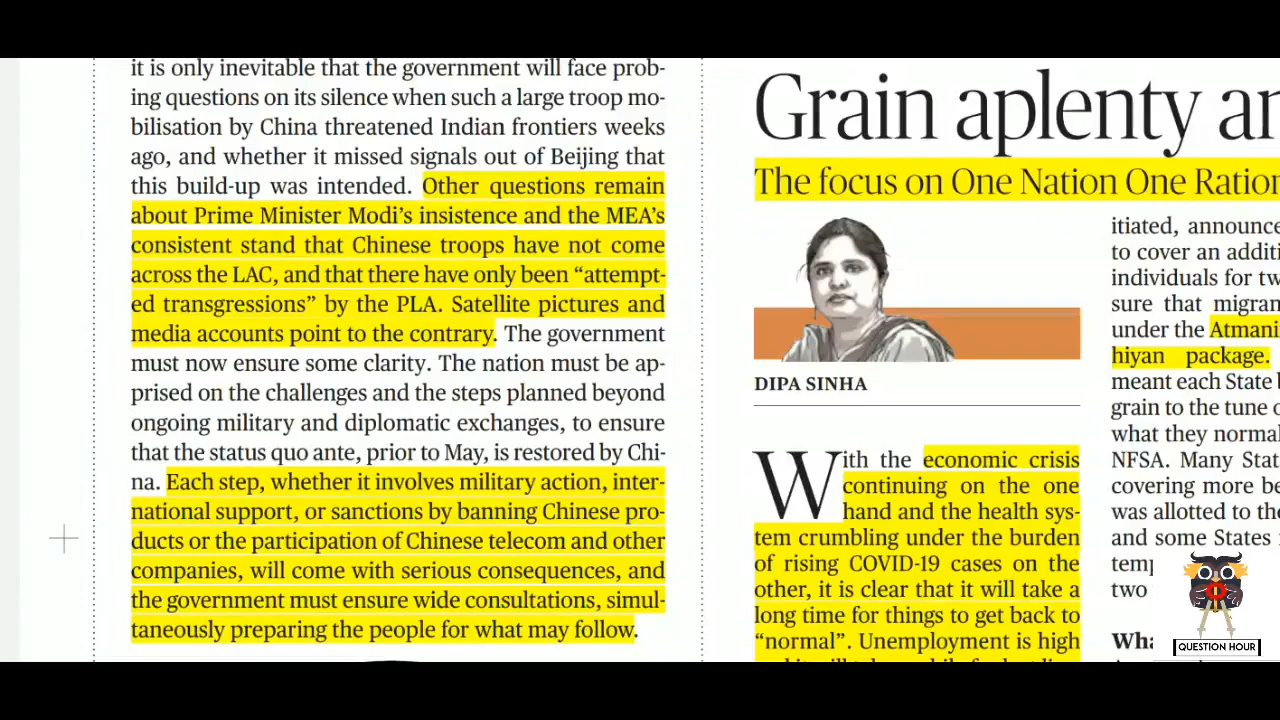 it is only inevitable that the government will face prob-
ing questions on its silence when such a large troop mo-
bilisation by China threatened Indian frontiers weeks
ago, and whether it missed signals out of Beijing that
this build-up was intended. Other questions remain
about Prime Minister Modi’s insistence and the MEA’s
consistent stand that Chinese troops have not come
across the LAC, and that there have only been “attempt-
ed transgressions” by the PLA. Satellite pictures and
media accounts point to the contrary. The government
must now ensure some clarity. The nation must be ap-
prised on the challenges and the steps planned beyond
ongoing military and diplomatic exchanges, to ensure
that the status quo ante, prior to May, is restored by Chi-
na. Each step, whether it involves military action, inter-
national support, or sanctions by banning Chinese pro-
ducts or the participation of Chinese telecom and other
companies, will come with serious consequences, and
the government must ensure wide consultations, simul-
taneously preparing the people for what may follow.
Grain aplenty an
The focus on One Nation One Ration
DIPA SINHA
With the economic crisis
continuing on the one
hand and the health sys-
tem crumbling under the burden
of rising COVID-19 cases on the
other, it is clear that it will take a
long time for things to get back to
“normal”. Unemployment is high
itiated, announce
to cover an additi
individuals for tw
sure that migran
under the Atmani
hiyan package.
meant each State
grain to the tune o
what they normal
NFSA. Many Stat
covering more be
was allotted to the
and some States
temp
two
Wha
QUESTION HOUR